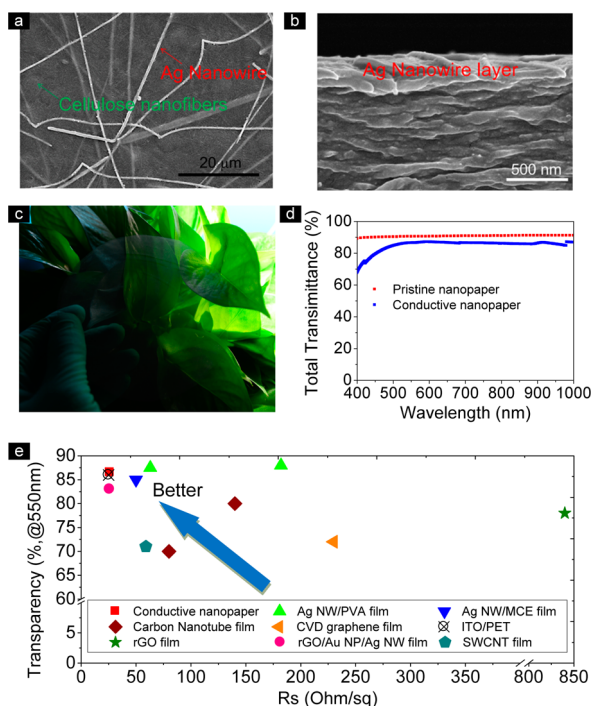 a
Ag Nanowire
Cellulose nanofibers
20 μm
b
Ag Nanowire layer
500 nm
c
d
Total Transimittance (%)
100
80
60
40
20
0
Pristine nanopaper
Conductive nanopaper
400 500 600 700 800 900 1000
Wavelength (nm)
e
Transparency (%,@550nm)
90
85
80
75
70
65
60
5
0
Better
Conductive nanopaper Ag NW/PVA film Ag NW/MCE film
Carbon Nanotube film CVD graphene film ITO/PET
rGO film rGO/Au NP/Ag NW film SWCNT film
0 50 100 150 200 250 300 800 850
Rs (Ohm/sq)